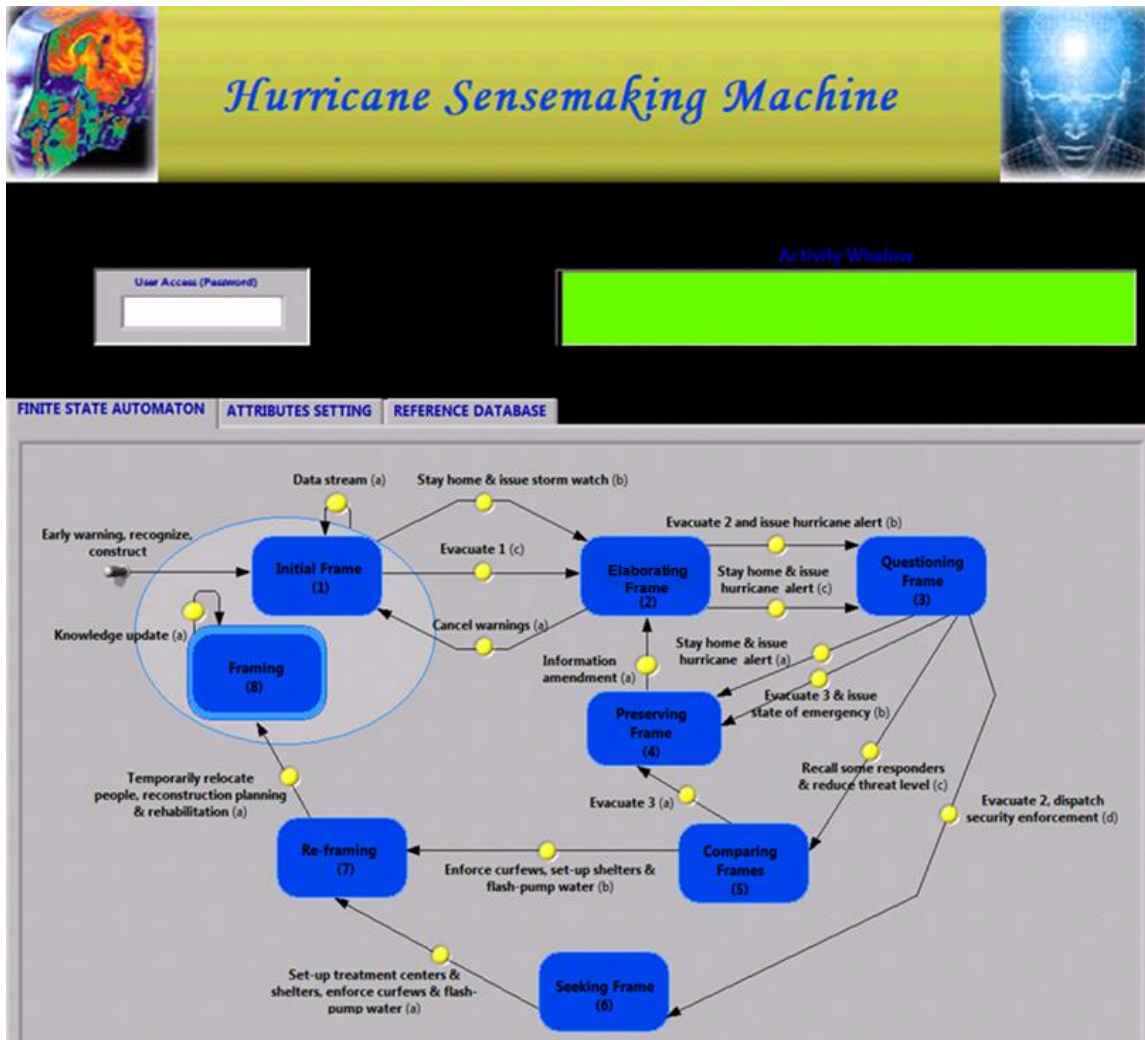 Hurricane Sensemaking Machine
Activity Window
User Access (Password)
FINITE STATE AUTOMATON
ATTRIBUTES SETTING
REFERENCE DATABASE
Data stream (a)
Stay home & issue storm watch (b)
Early warning, recognize,
construct
Initial Frame
(1)
Evacuate 1 (c)
Elaborating
Frame
(2)
Evacuate 2 and issue hurricane alert (b)
Stay home & issue
hurricane alert (c)
Questioning
Frame
(3)
Knowledge update (a)
Cancel warnings (a)
Framing
(8)
Information
amendment (a)
Stay home & issue
hurricane alert (a)
Evacuate 3 & issue
state of emergency (b)
Preserving
Frame
(4)
Recall some responders
& reduce threat level (c)
Evacuate 2, dispatch
security enforcement (d)
Temporarily relocate
people, reconstruction planning
& rehabilitation (a)
Evacuate 3 (a)
Re-framing
(7)
Enforce curfews, set-up shelters &
flash-pump water (b)
Comparing
Frames
(5)
Set-up treatment centers &
shelters, enforce curfews & flash-
pump water (a)
Seeking Frame
(6)